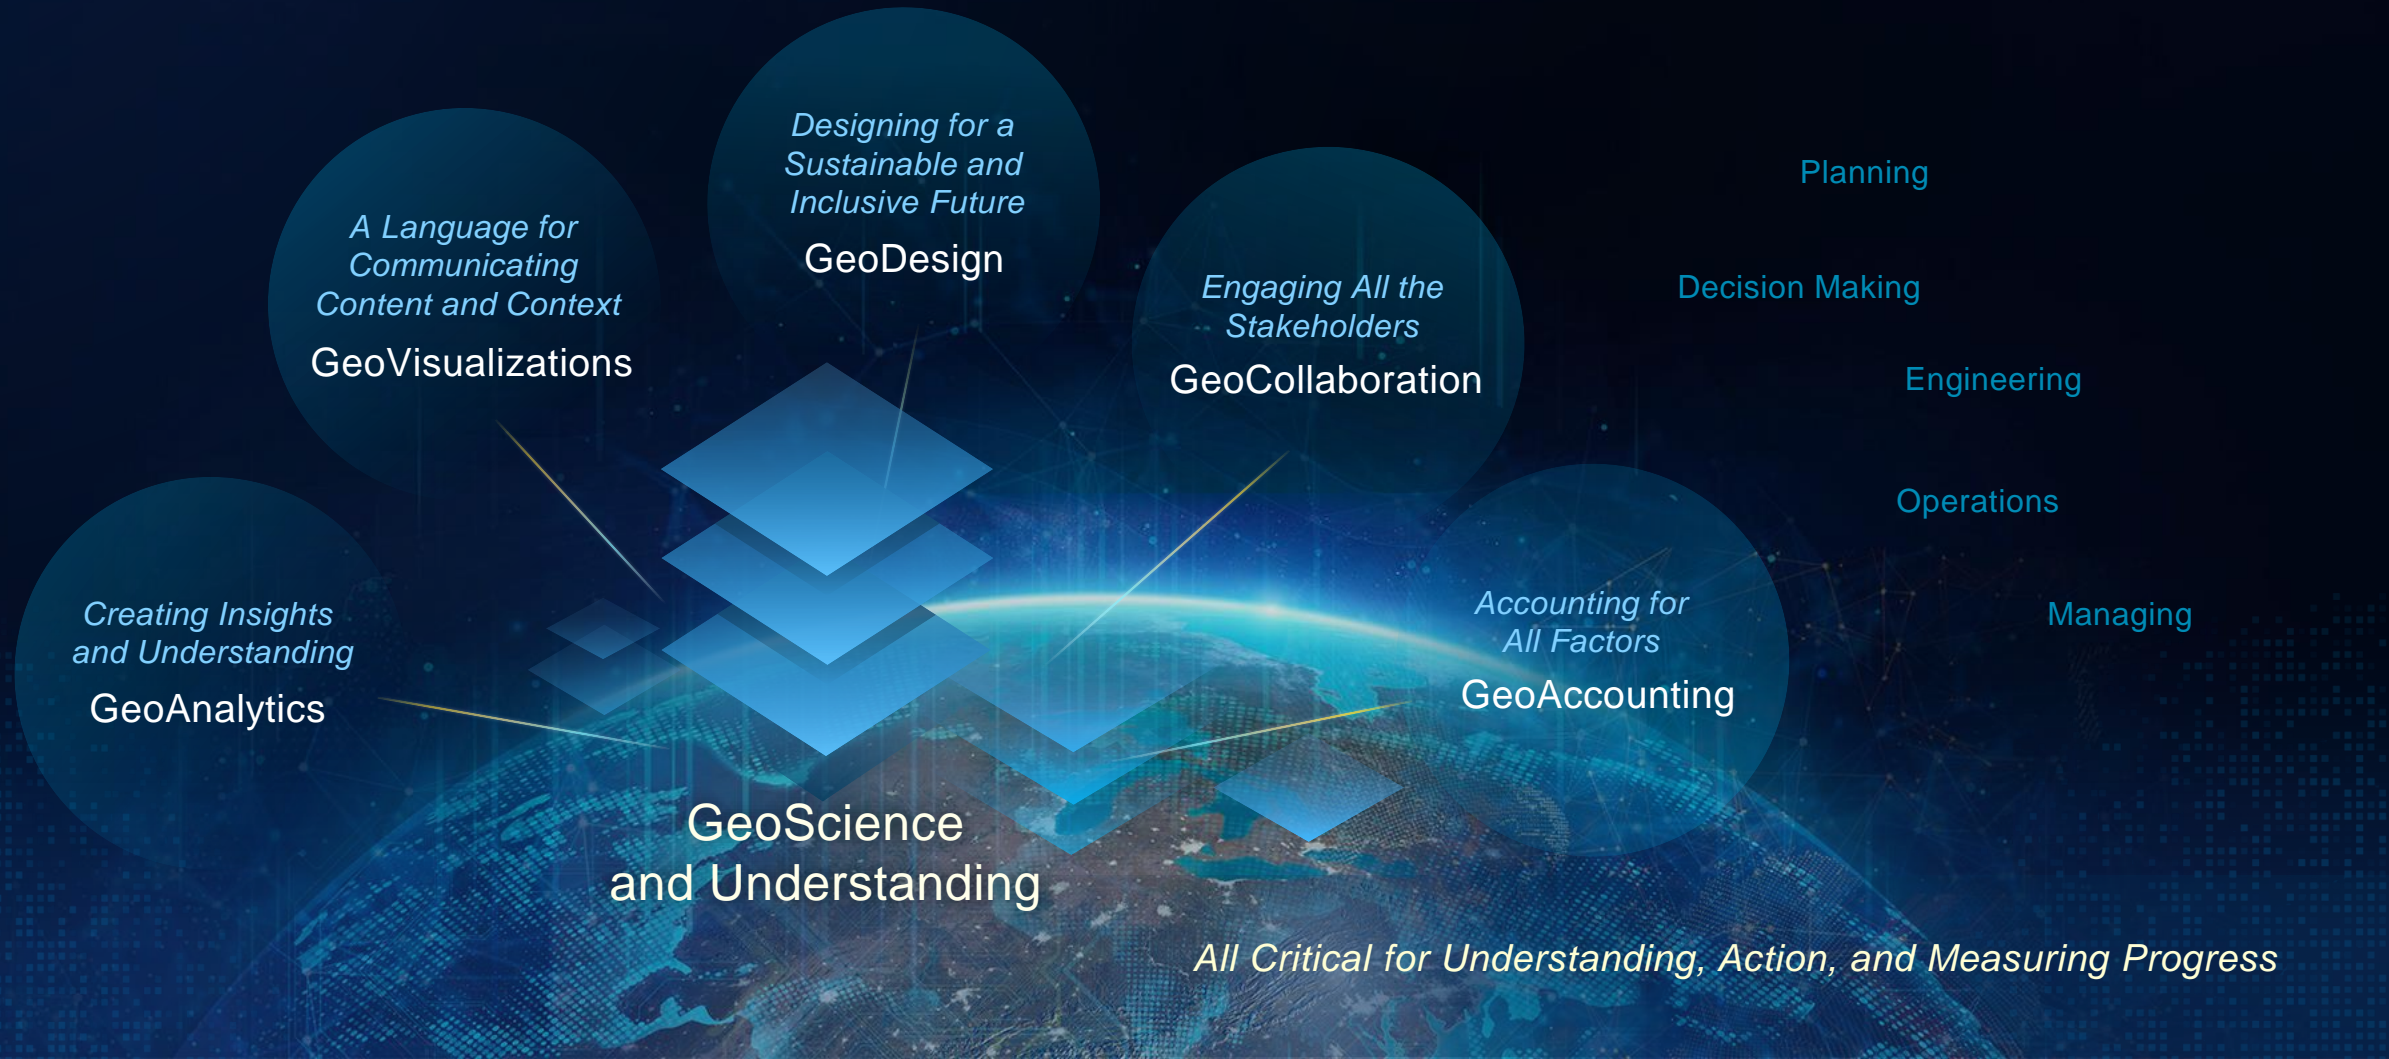 Creating Insights
and Understanding
GeoAnalytics
A Language for
Communicating
Content and Context
GeoVisualizations
Designing for a
Sustainable and
Inclusive Future
GeoDesign
Engaging All the
Stakeholders
GeoCollaboration
Accounting for
All Factors
GeoAccounting
Planning
Decision Making
Engineering
Operations
Managing
GeoScience
and Understanding
All Critical for Understanding, Action, and Measuring Progress